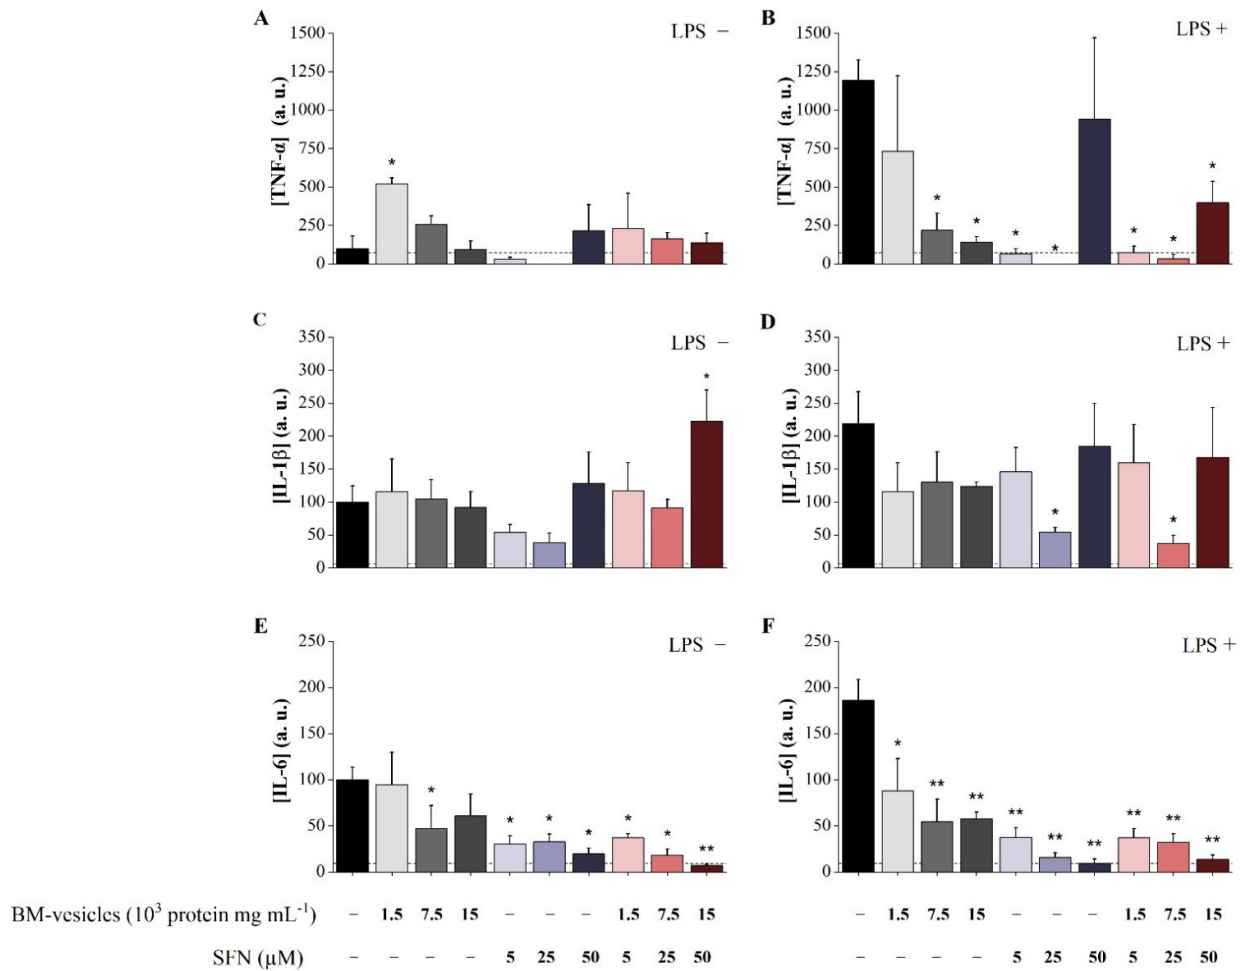 A
B
LPS –
LPS +
[TNF-α] (a. u.)
1500
1250
1000
750
500
250
0
*
[TNF-α] (a. u.)
1500
1250
1000
750
500
250
0
* * * * * * *
C
D
LPS –
LPS +
[IL-1β] (a. u.)
350
300
250
200
150
100
50
0
*
[IL-1β] (a. u.)
350
300
250
200
150
100
50
0
* *
E
F
LPS –
LPS +
[IL-6] (a. u.)
250
200
150
100
50
0
* * * * * * **
[IL-6] (a. u.)
250
200
150
100
50
0
* ** ** ** ** ** ** ** **
BM-vesicles (10³ protein mg mL⁻¹) – 1.5 7.5 15 – – – 1.5 7.5 15 – 1.5 7.5 15 – – – 1.5 7.5 15
SFN (µM) – – – – 5 25 50 5 25 50 – – – – 5 25 50 5 25 50